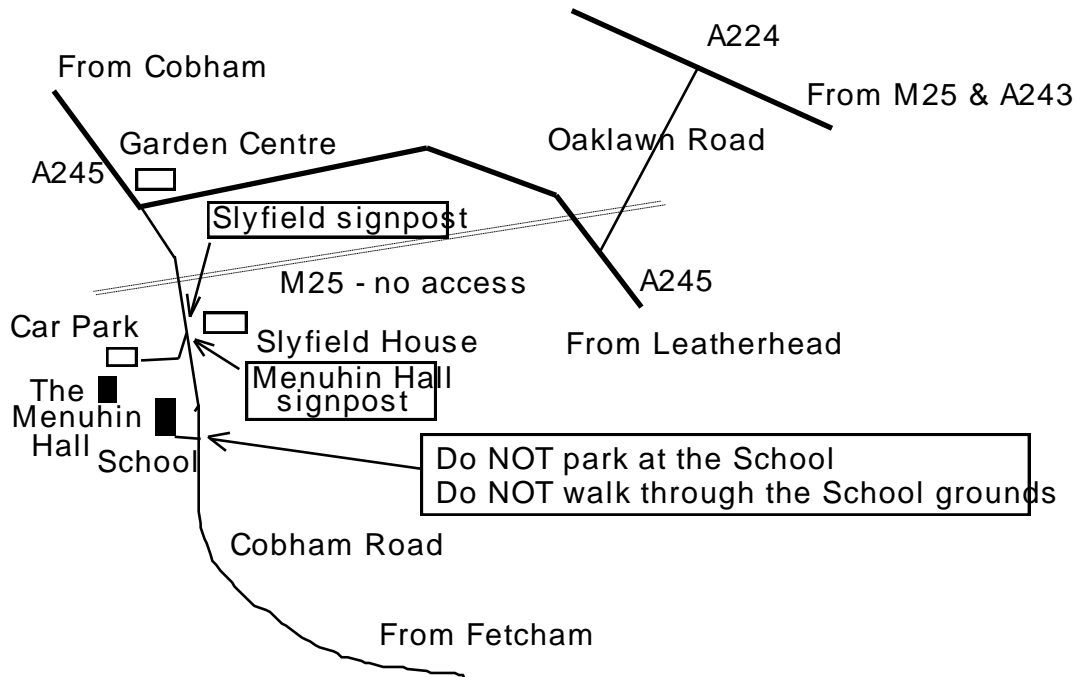 A224
From Cobham
From M25 & A243
Garden Centre
Oaklawn Road
A245
Slyfield signpost
M25 - no access
A245
Car Park
Slyfield House
From Leatherhead
Menuhin Hall
signpost
The
Menuhin
Hall
School
Do NOT park at the School
Do NOT walk through the School grounds
Cobham Road
From Fetcham